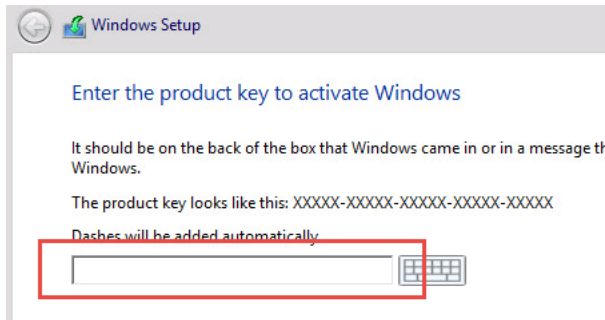 Windows Setup
Enter the product key to activate Windows
It should be on the back of the box that Windows came in or in a message
Windows.
The product key looks like this: XXXXX-XXXXX-XXXXX-XXXXX-XXXXX
Dashes will be added automatically